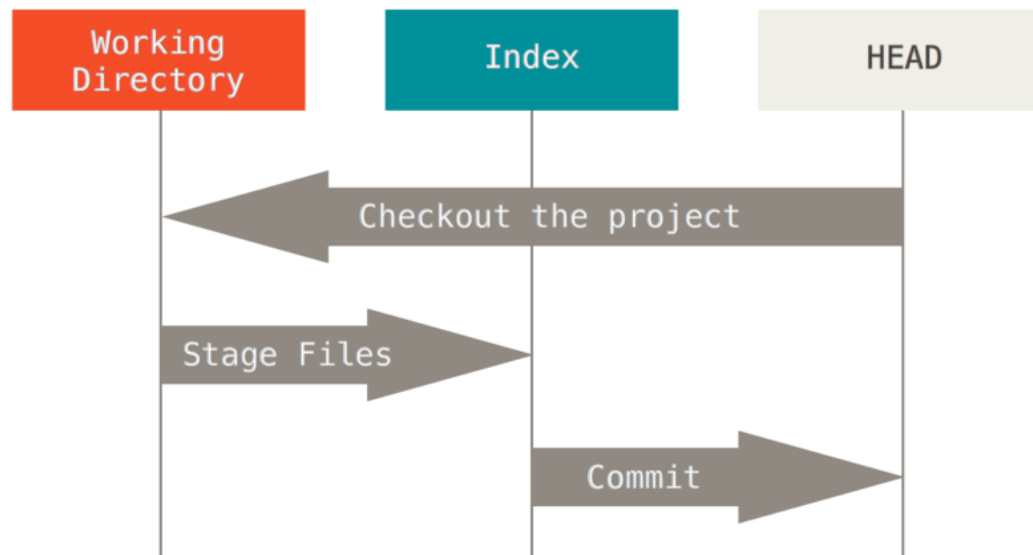 Working
Directory
Index
HEAD
Checkout the project
Stage Files
Commit